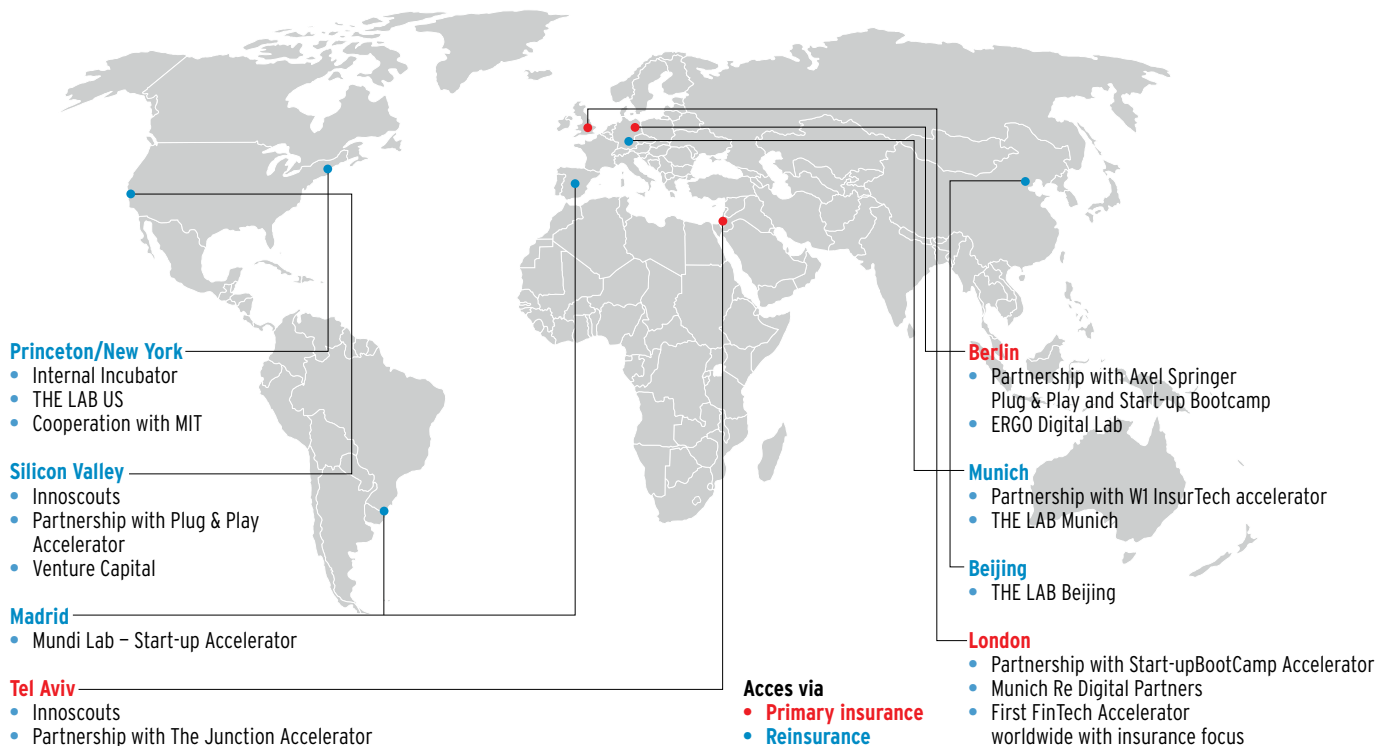 Princeton/New York
• Internal Incubator
• THE LAB US
• Cooperation with MIT
Silicon Valley
• Innoscouts
• Partnership with Plug & Play
Accelerator
• Venture Capital
Madrid
• Mundi Lab – Start-up Accelerator
Tel Aviv
• Innoscouts
• Partnership with The Junction Accelerator
Acces via
• Primary insurance
• Reinsurance
Berlin
• Partnership with Axel Springer
Plug & Play and Start-up Bootcamp
• ERGO Digital Lab
Munich
• Partnership with W1 InsurTech accelerator
• THE LAB Munich
Beijing
• THE LAB Beijing
London
• Partnership with Start-upBootCamp Accelerator
• Munich Re Digital Partners
• First FinTech Accelerator
worldwide with insurance focus